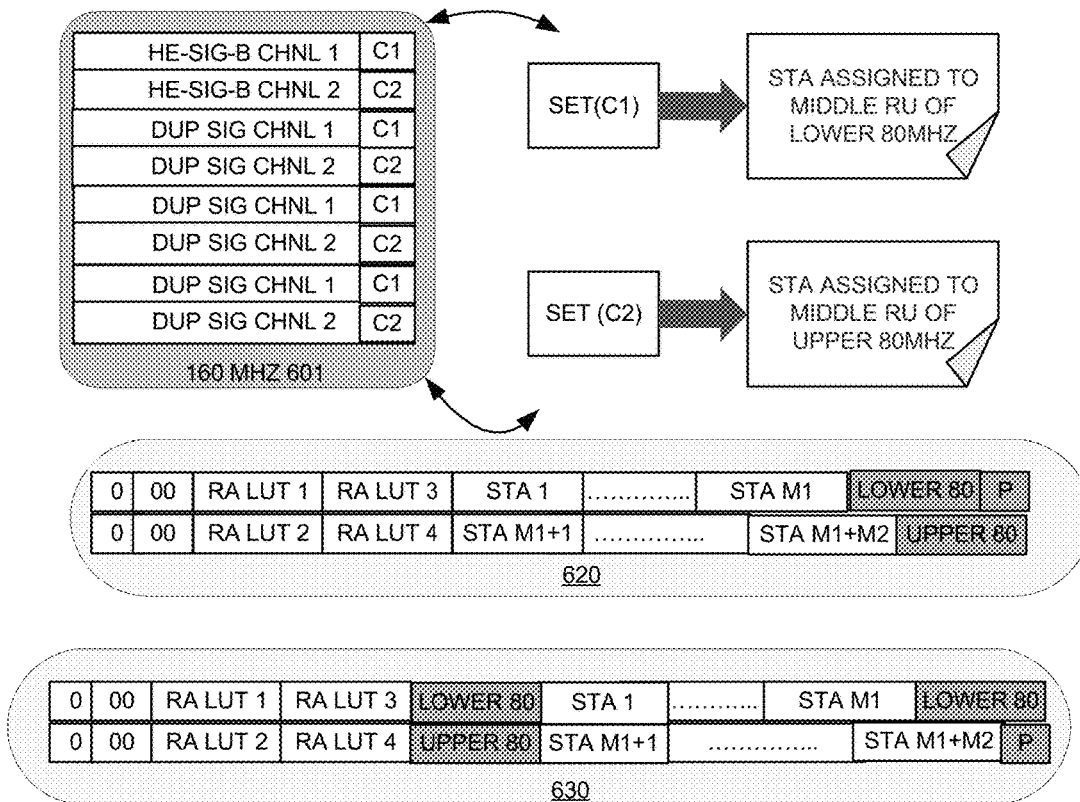 HE-SIG-B CHNL 1 C1
HE-SIG-B CHNL 2 C2
DUP SIG CHNL 1 C1
DUP SIG CHNL 2 C2
DUP SIG CHNL 1 C1
DUP SIG CHNL 2 C2
DUP SIG CHNL 1 C1
DUP SIG CHNL 2 C2
160 MHZ 601
SET(C1)
STA ASSIGNED TO
MIDDLE RU OF
LOWER 80MHZ
SET (C2)
STA ASSIGNED TO
MIDDLE RU OF
UPPER 80MHZ
0 00 RA LUT 1 RA LUT 3 STA 1 .............. STA M1 LOWER 80 P
0 00 RA LUT 2 RA LUT 4 STA M1+1 ............... STA M1+M2 UPPER 80
620
0 00 RA LUT 1 RA LUT 3 LOWER 80 STA 1 ............ STA M1 LOWER 80
0 00 RA LUT 2 RA LUT 4 UPPER 80 STA M1+1 ............... STA M1+M2 P
630